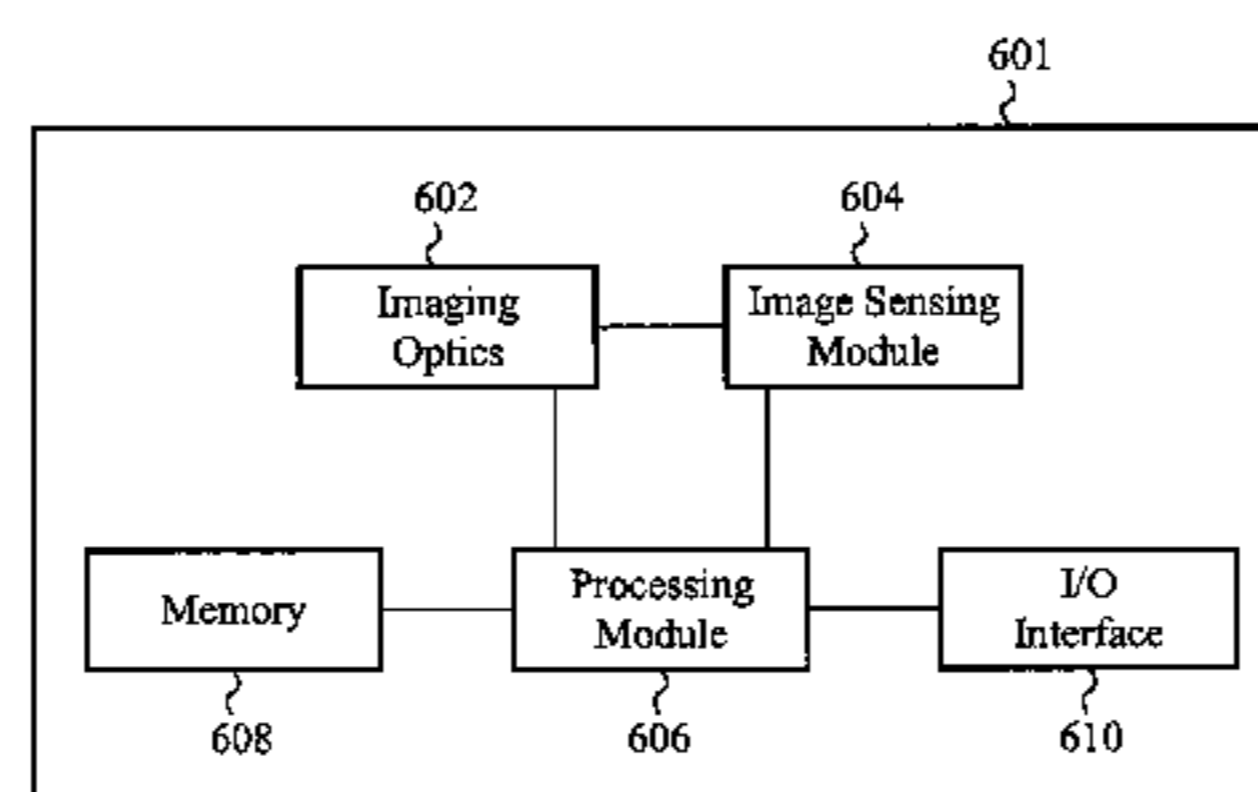 601
602
604
Imaging
Optics
Image Sensing
Module
Memory
Processing
Module
I/O
Interface
608
606
610